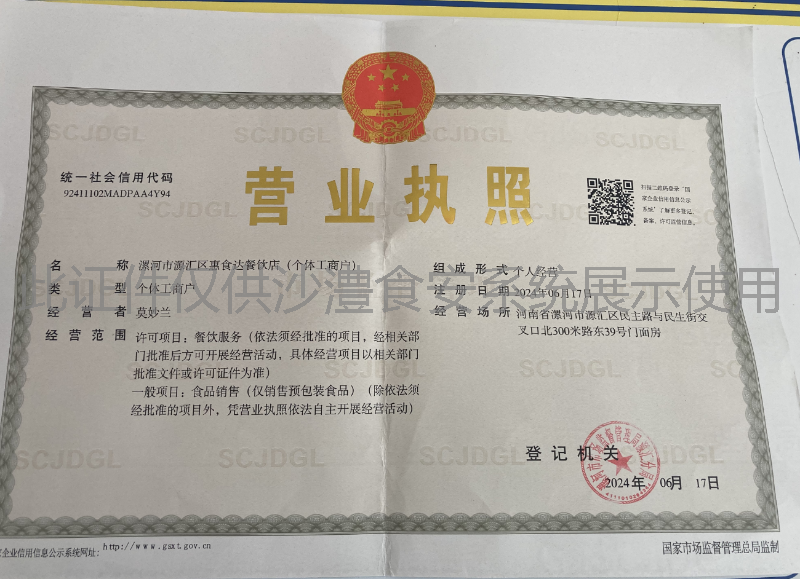 统一社会信用代码
92411102MADPAA4Y94
营业执照
扫描二维码登录“国
家企业信用信息公示
系统”了解更多登记、
备案、许可监管信息。
名称 漯河市源汇区惠食达餐饮店（个体工商户）
类型 个体工商户
经营者 莫妙兰
经营范围 许可项目：餐饮服务（依法须经批准的项目，经相关部
门批准后方可开展经营活动，具体经营项目以相关部门
批准文件或许可证件为准）
一般项目：食品销售（仅销售预包装食品）（除依法须
经批准的项目外，凭营业执照依法自主开展经营活动）
组成形式 个人经营
注册日期 2024年06月17日
经营场所 河南省漯河市源汇区民主路与民生街交
叉口北300米路东39号门面房
此证件仅供沙澧食安系统展示使用
登记机关
2024年 06月 17日
家企业信用信息公示系统网址：http://www.gsxt.gov.cn
国家市场监督管理总局监制
SCJDGL SCJDGL SCJDGL SCJDGL
SCJDGL SCJDGL
SCJDGL SCJDGL SCJDGL
SCJDGL SCJDGL SCJDGL SCJDGL